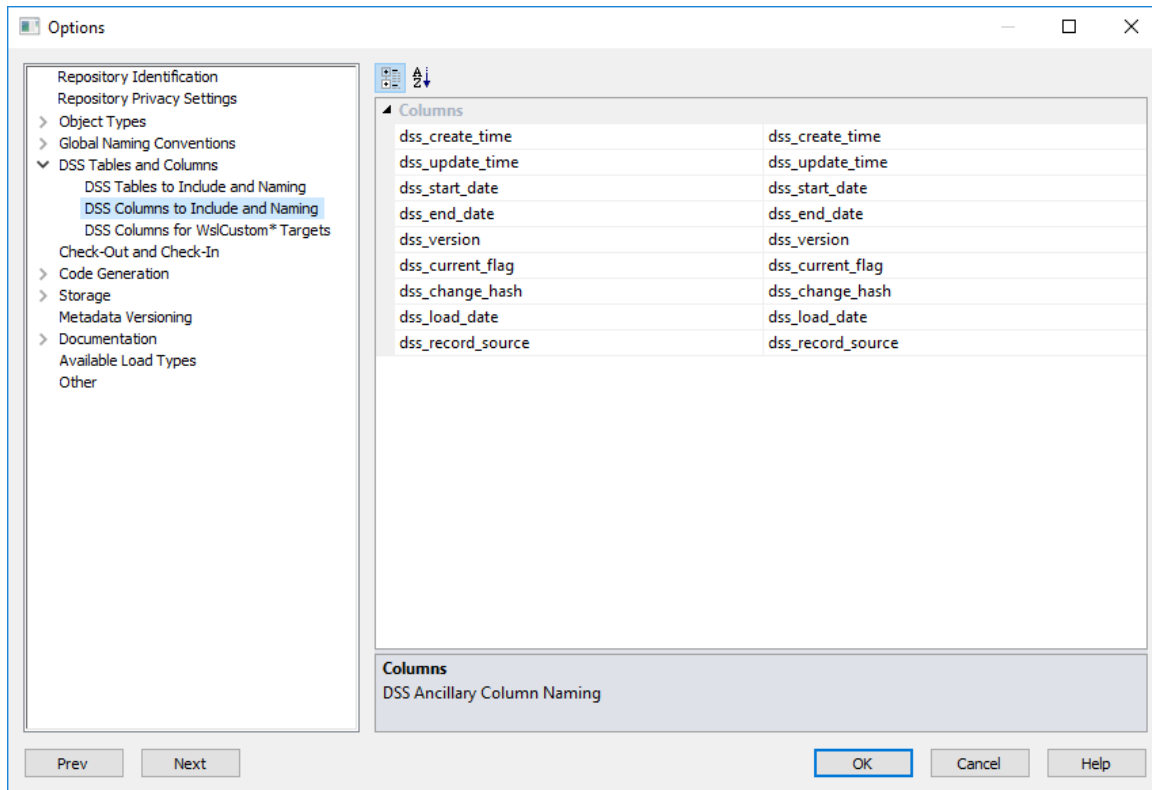 Options
Repository Identification
Repository Privacy Settings
Object Types
Global Naming Conventions
DSS Tables and Columns
DSS Tables to Include and Naming
DSS Columns to Include and Naming
DSS Columns for WslCustom* Targets
Check-Out and Check-In
Code Generation
Storage
Metadata Versioning
Documentation
Available Load Types
Other
Columns
dss_create_time dss_create_time
dss_update_time dss_update_time
dss_start_date dss_start_date
dss_end_date dss_end_date
dss_version dss_version
dss_current_flag dss_current_flag
dss_change_hash dss_change_hash
dss_load_date dss_load_date
dss_record_source dss_record_source
Columns
DSS Ancillary Column Naming
Prev Next OK Cancel Help